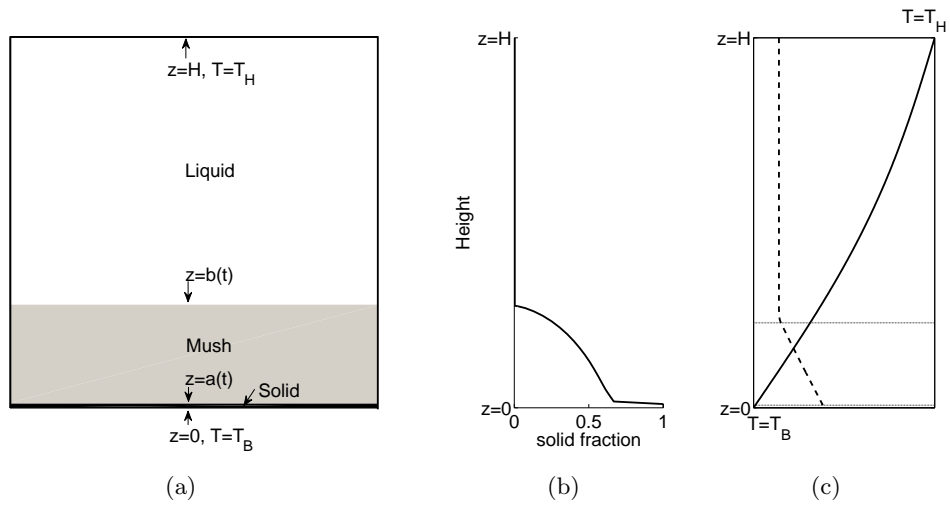 z=H, T=T_H
Liquid
z=b(t)
Mush
z=a(t)
Solid
z=0, T=T_B
(a)
z=H
Height
z=0
0 0.5 1
solid fraction
(b)
T=T_H
z=H
z=0
T=T_B
(c)